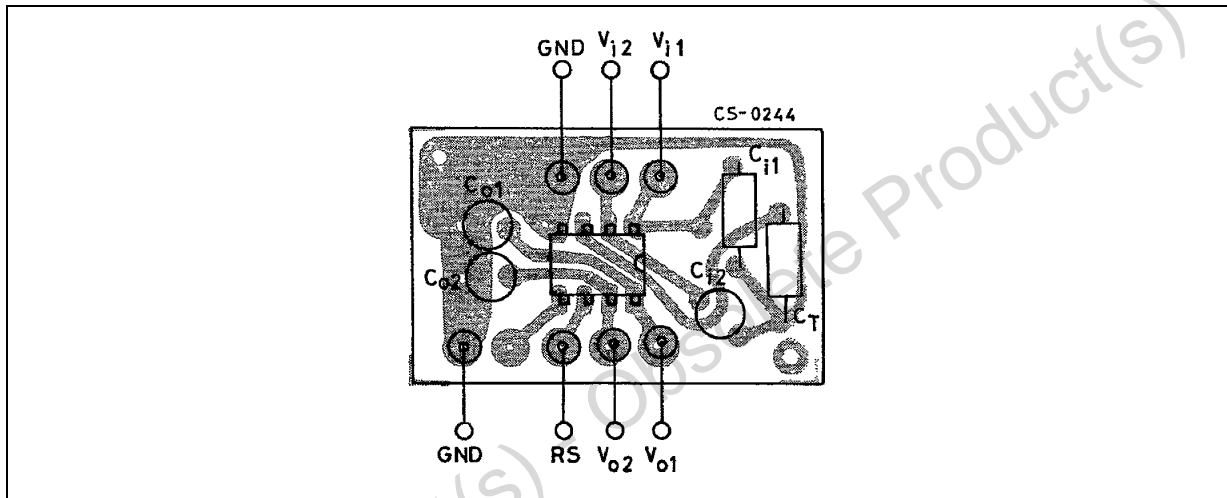 GND Vi2 Vi1
CS-0244
Ci1
Co1
Co2
Ci2
CT
GND RS Vo2 Vo1
(s) - Obsolete Product(s)